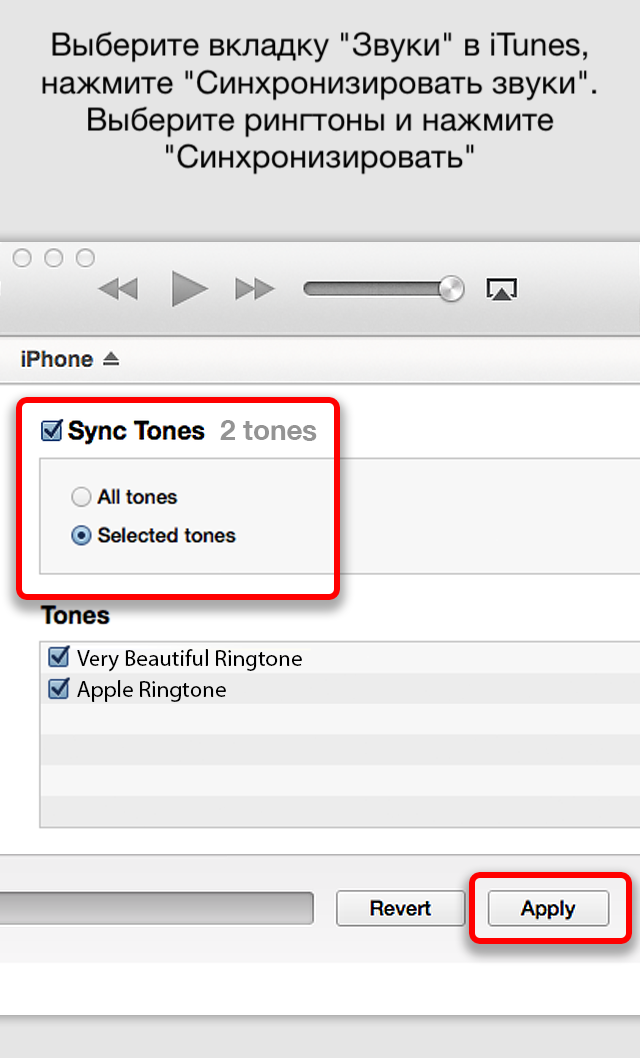 Выберите вкладку "Звуки" в iTunes,
нажмите "Синхронизировать звуки".
Выберите рингтоны и нажмите
"Синхронизировать"
iPhone
Sync Tones 2 tones
All tones
Selected tones
Tones
Very Beautiful Ringtone
Apple Ringtone
Revert Apply